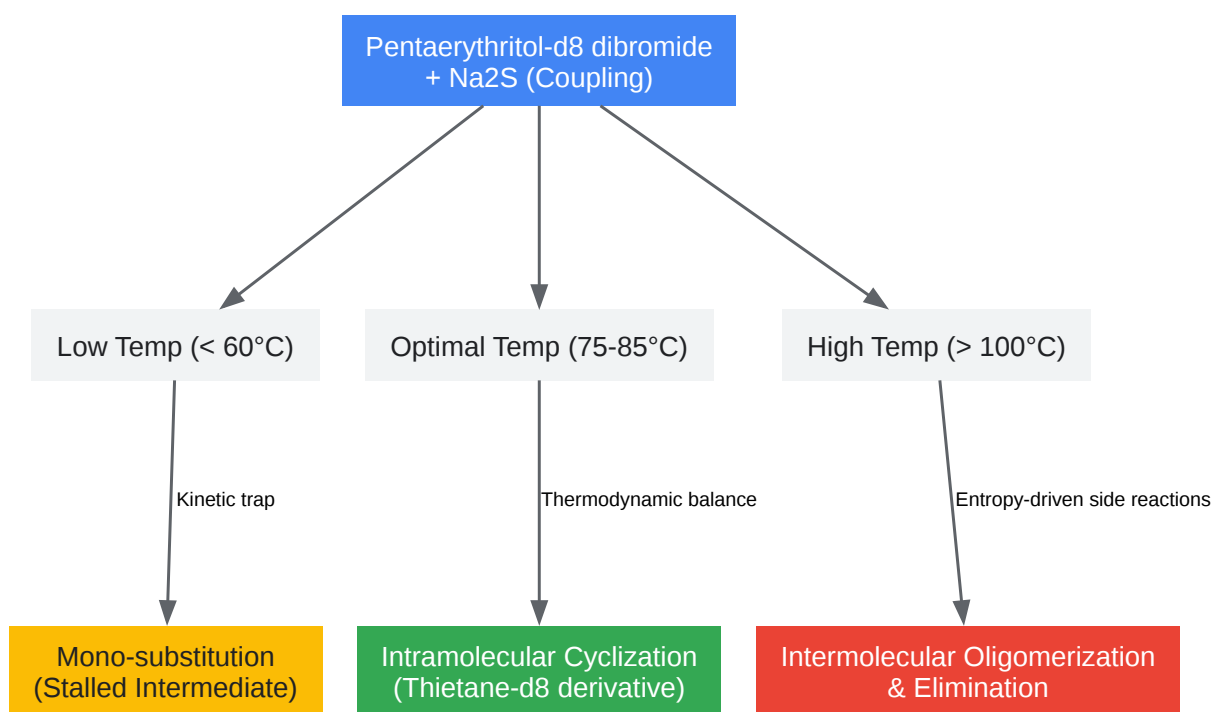 Pentaerythritol-d8 dibromide
+ Na2S (Coupling)
Low Temp (< 60°C)
Optimal Temp (75-85°C)
High Temp (> 100°C)
Kinetic trap
Thermodynamic balance
Entropy-driven side reactions
Mono-substitution
(Stalled Intermediate)
Intramolecular Cyclization
(Thietane-d8 derivative)
Intermolecular Oligomerization
& Elimination